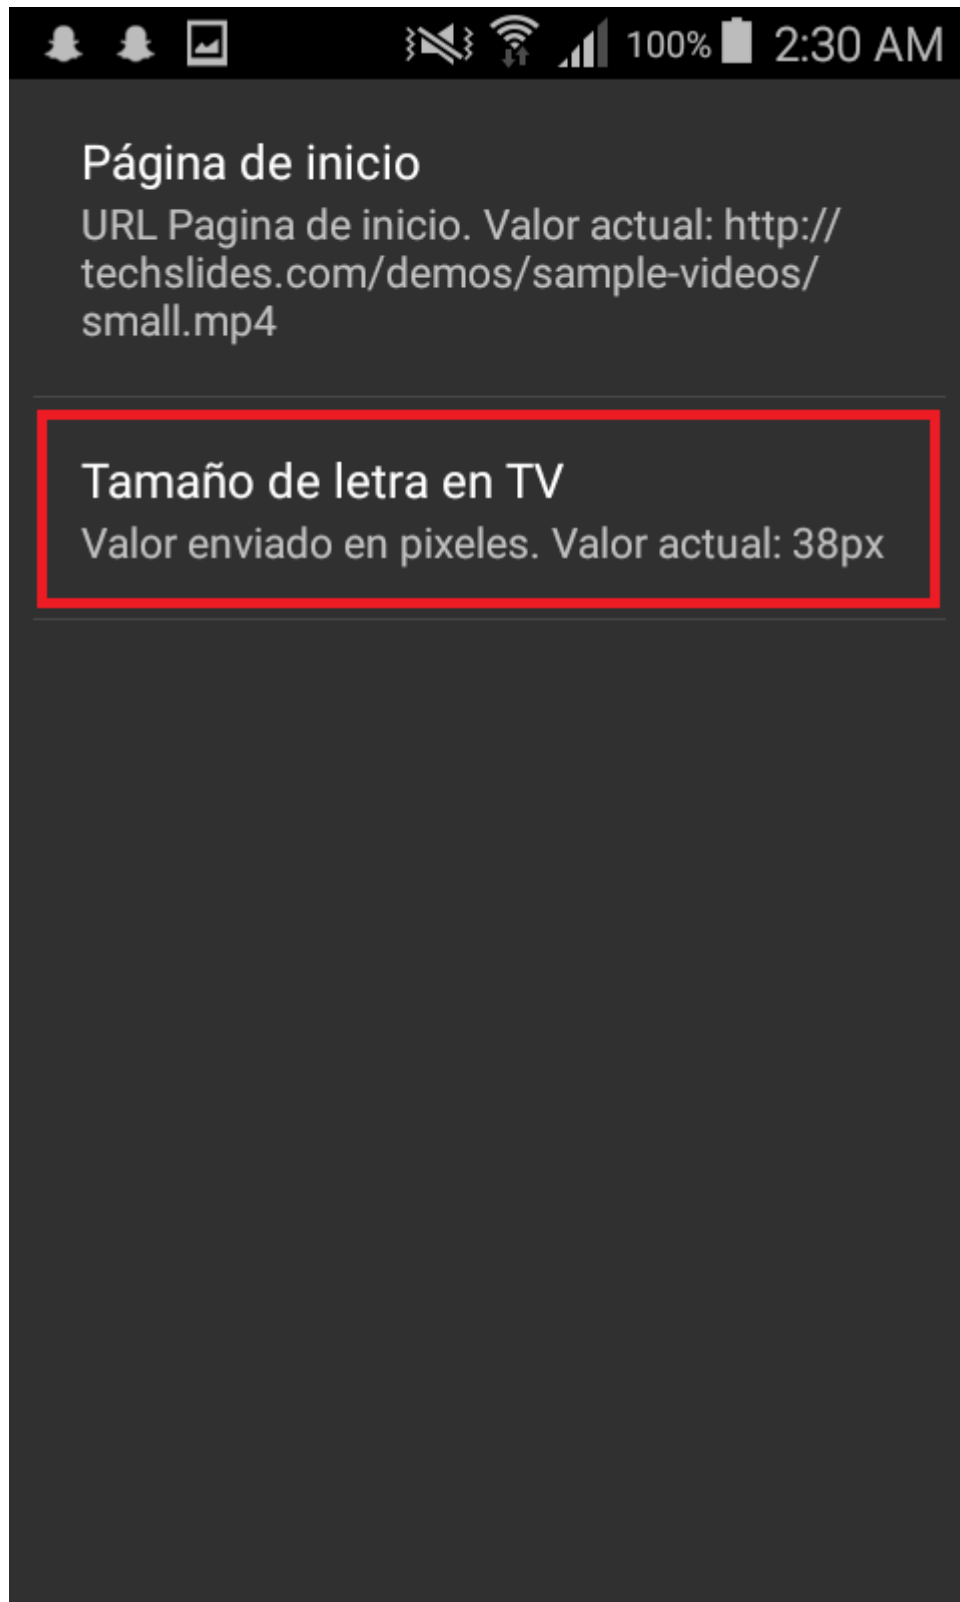 100% 2:30 AM
Página de inicio
URL Pagina de inicio. Valor actual: http://
techslides.com/demos/sample-videos/
small.mp4
Tamaño de letra en TV
Valor enviado en pixeles. Valor actual: 38px